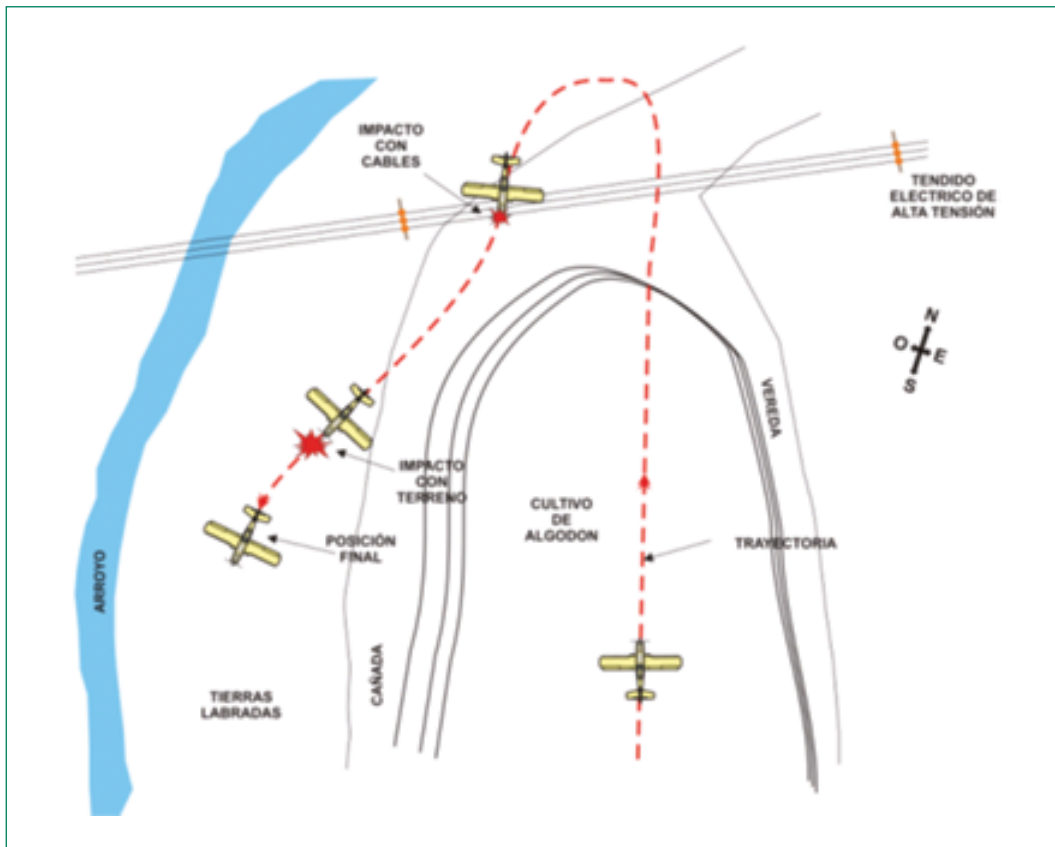 IMPACTO
CON
CABLES
TENDIDO
ELECTRICO DE
ALTA TENSIÓN
N
O
E
S
VEREDA
IMPACTO
CON
TERRENO
CULTIVO
DE
ALGODON
TRAYECTORIA
POSICIÓN
FINAL
ARROYO
CAÑADA
TIERRAS
LABRADAS